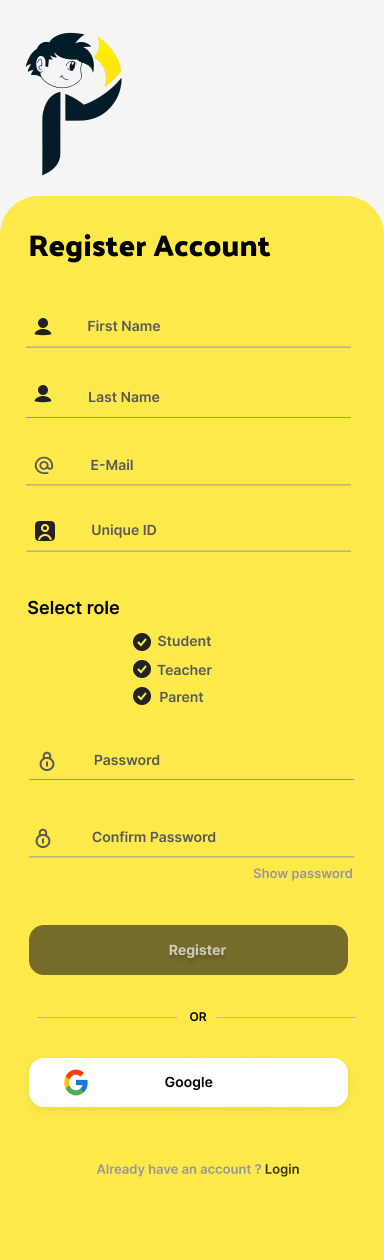 Register Account
First Name
Last Name
E-Mail
Unique ID
Select role
Student
Teacher
Parent
Password
Confirm Password
Show password
Register
OR
Google
Already have an account ? Login